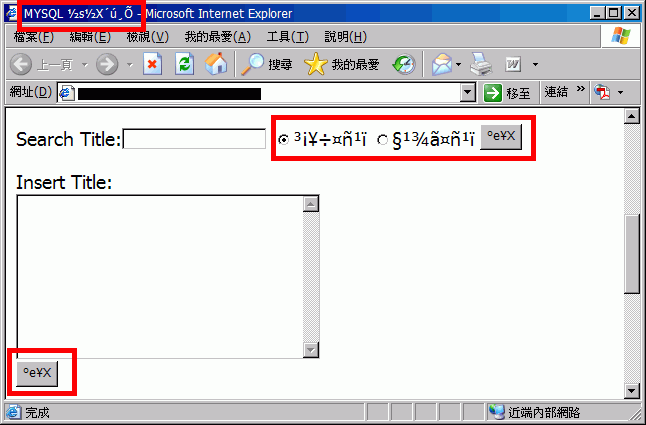 MYSQL ½s½X´ú¸Õ - Microsoft Internet Explorer
檔案(F) 編輯(E) 檢視(V) 我的最愛(A) 工具(T) 說明(H)
上一頁 搜尋 我的最愛
網址(D) 移至 連結 »
Search Title: ³¡¥÷¤ñ¹ï §¹¾ã¤ñ¹ï ºe¥X
Insert Title:
ºe¥X
完成 近端內部網路